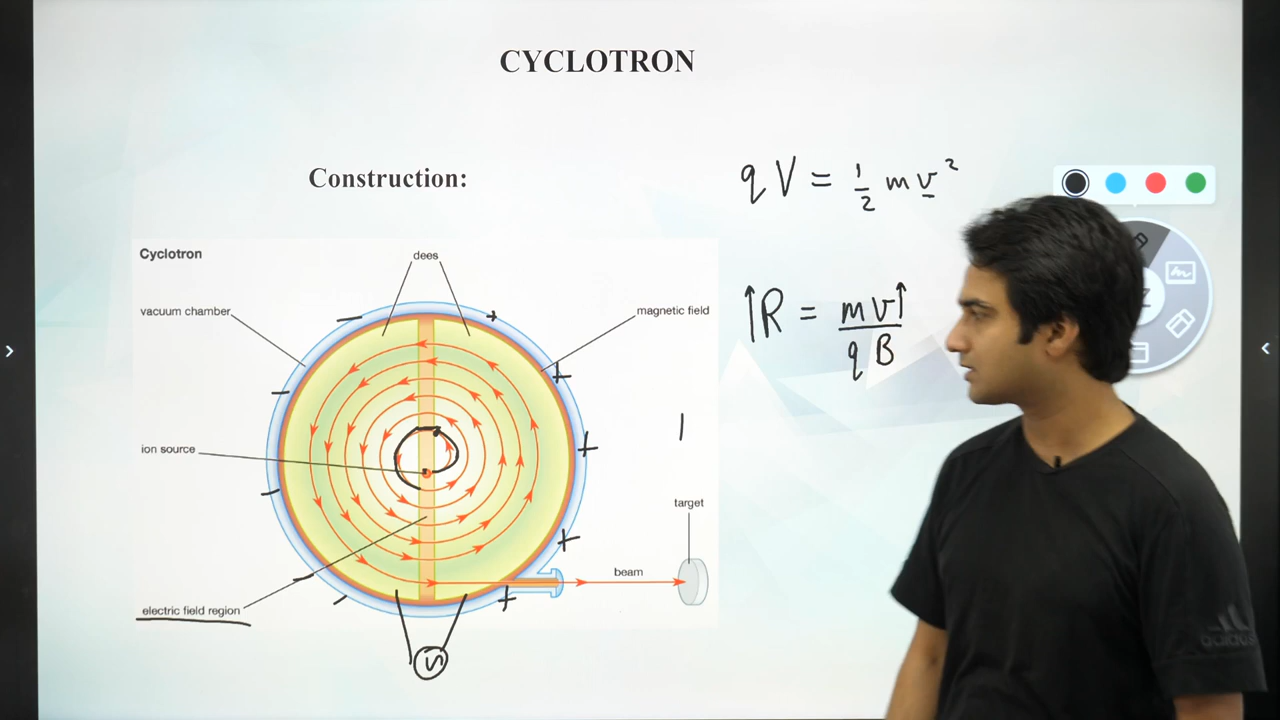 CYCLOTRON
Construction:
qV = 1/2 mv²
Cyclotron
dees
vacuum chamber
magnetic field
↑R = mv↑/qB
ion source
target
beam
electric field region
adidas